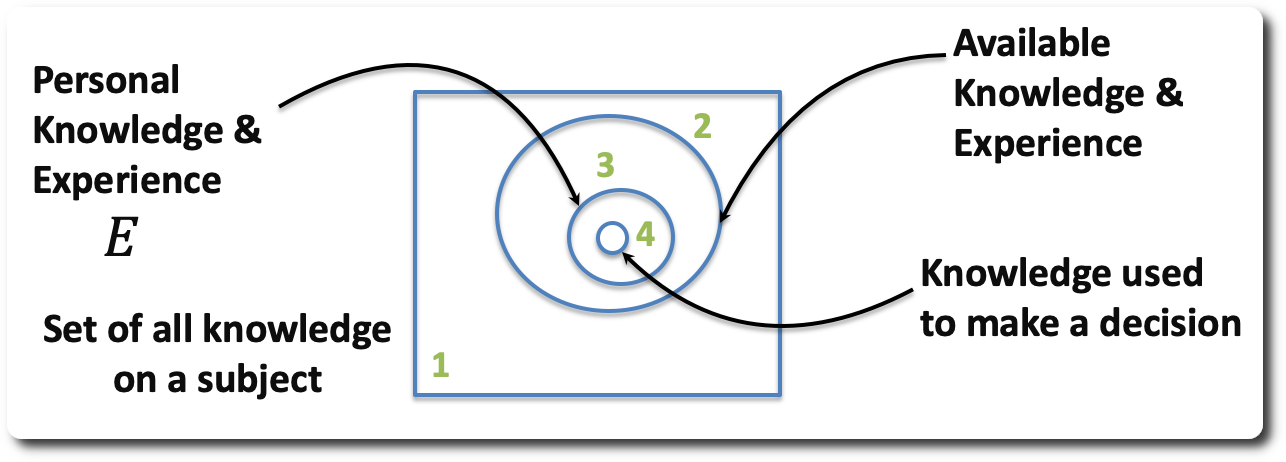 Personal
Knowledge &
Experience
E
Set of all knowledge
on a subject
1
2
3
4
Available
Knowledge &
Experience
Knowledge used
to make a decision